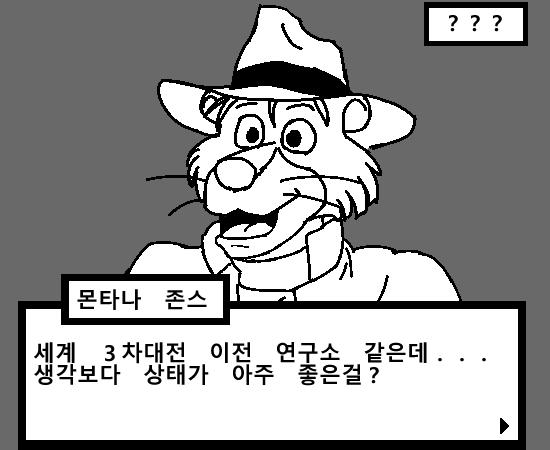 ? ? ?
몬타나 존스
세계 3차대전 이전 연구소 같은데 . . .
생각보다 상태가 아주 좋은걸 ?